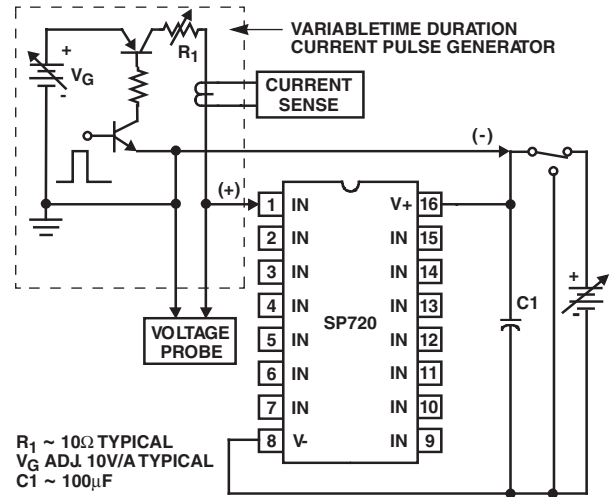 VARIABLETIME DURATION
CURRENT PULSE GENERATOR
+
VG
-
R1
CURRENT
SENSE
(-)
(+)
1 IN V+ 16
2 IN IN 15
3 IN IN 14
4 IN IN 13
5 IN IN 12
6 IN IN 11
7 IN IN 10
8 V- IN 9
SP720
VOLTAGE
PROBE
C1
+
-
R1 ~ 10Ω TYPICAL
VG ADJ. 10V/A TYPICAL
C1 ~ 100μF